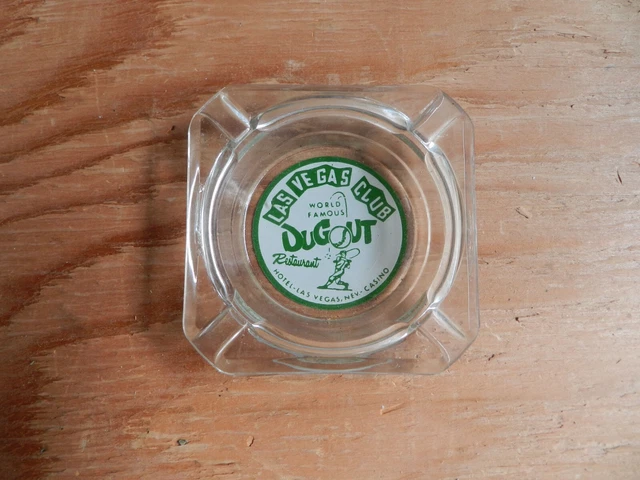 LAS VEGAS CLUB
WORLD
FAMOUS
DUGOUT
Restaurant
HOTEL-LAS VEGAS, NEV.-CASINO